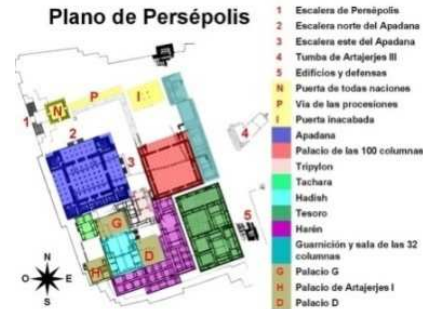 Plano de Persépolis
1 Escalera de Persépolis
2 Escalera norte del Apadana
3 Escalera este del Apadana
4 Tumba de Artajerjes III
5 Edificios y defensas
N Puerta de todas naciones
P Via de las procesiones
I Puerta inacabada
Apadana
Palacio de las 100 columnas
Tripylon
Tachara
Hadish
Tesoro
Harén
Guarnición y sala de las 32
columnas
G Palacio G
H Palacio de Artajerjes I
D Palacio D
N
P
I
1
2
3
4
5
G
D
H
N
O
E
S